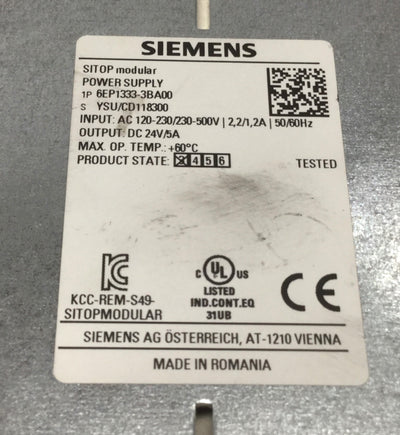 SIEMENS
SITOP modular
POWER SUPPLY
1P 6EP1333-3BA00
S YSU/CD118300
INPUT: AC 120-230/230-500V | 2,2/1,2A | 50/60Hz
OUTPUT: DC 24V/5A
MAX. OP. TEMP.: +60°C
PRODUCT STATE: 4 5 6 TESTED
KCC-REM-S49-
SITOPMODULAR
C UL US
LISTED
IND.CONT.EQ
31UB
CE
SIEMENS AG ÖSTERREICH, AT-1210 VIENNA
MADE IN ROMANIA